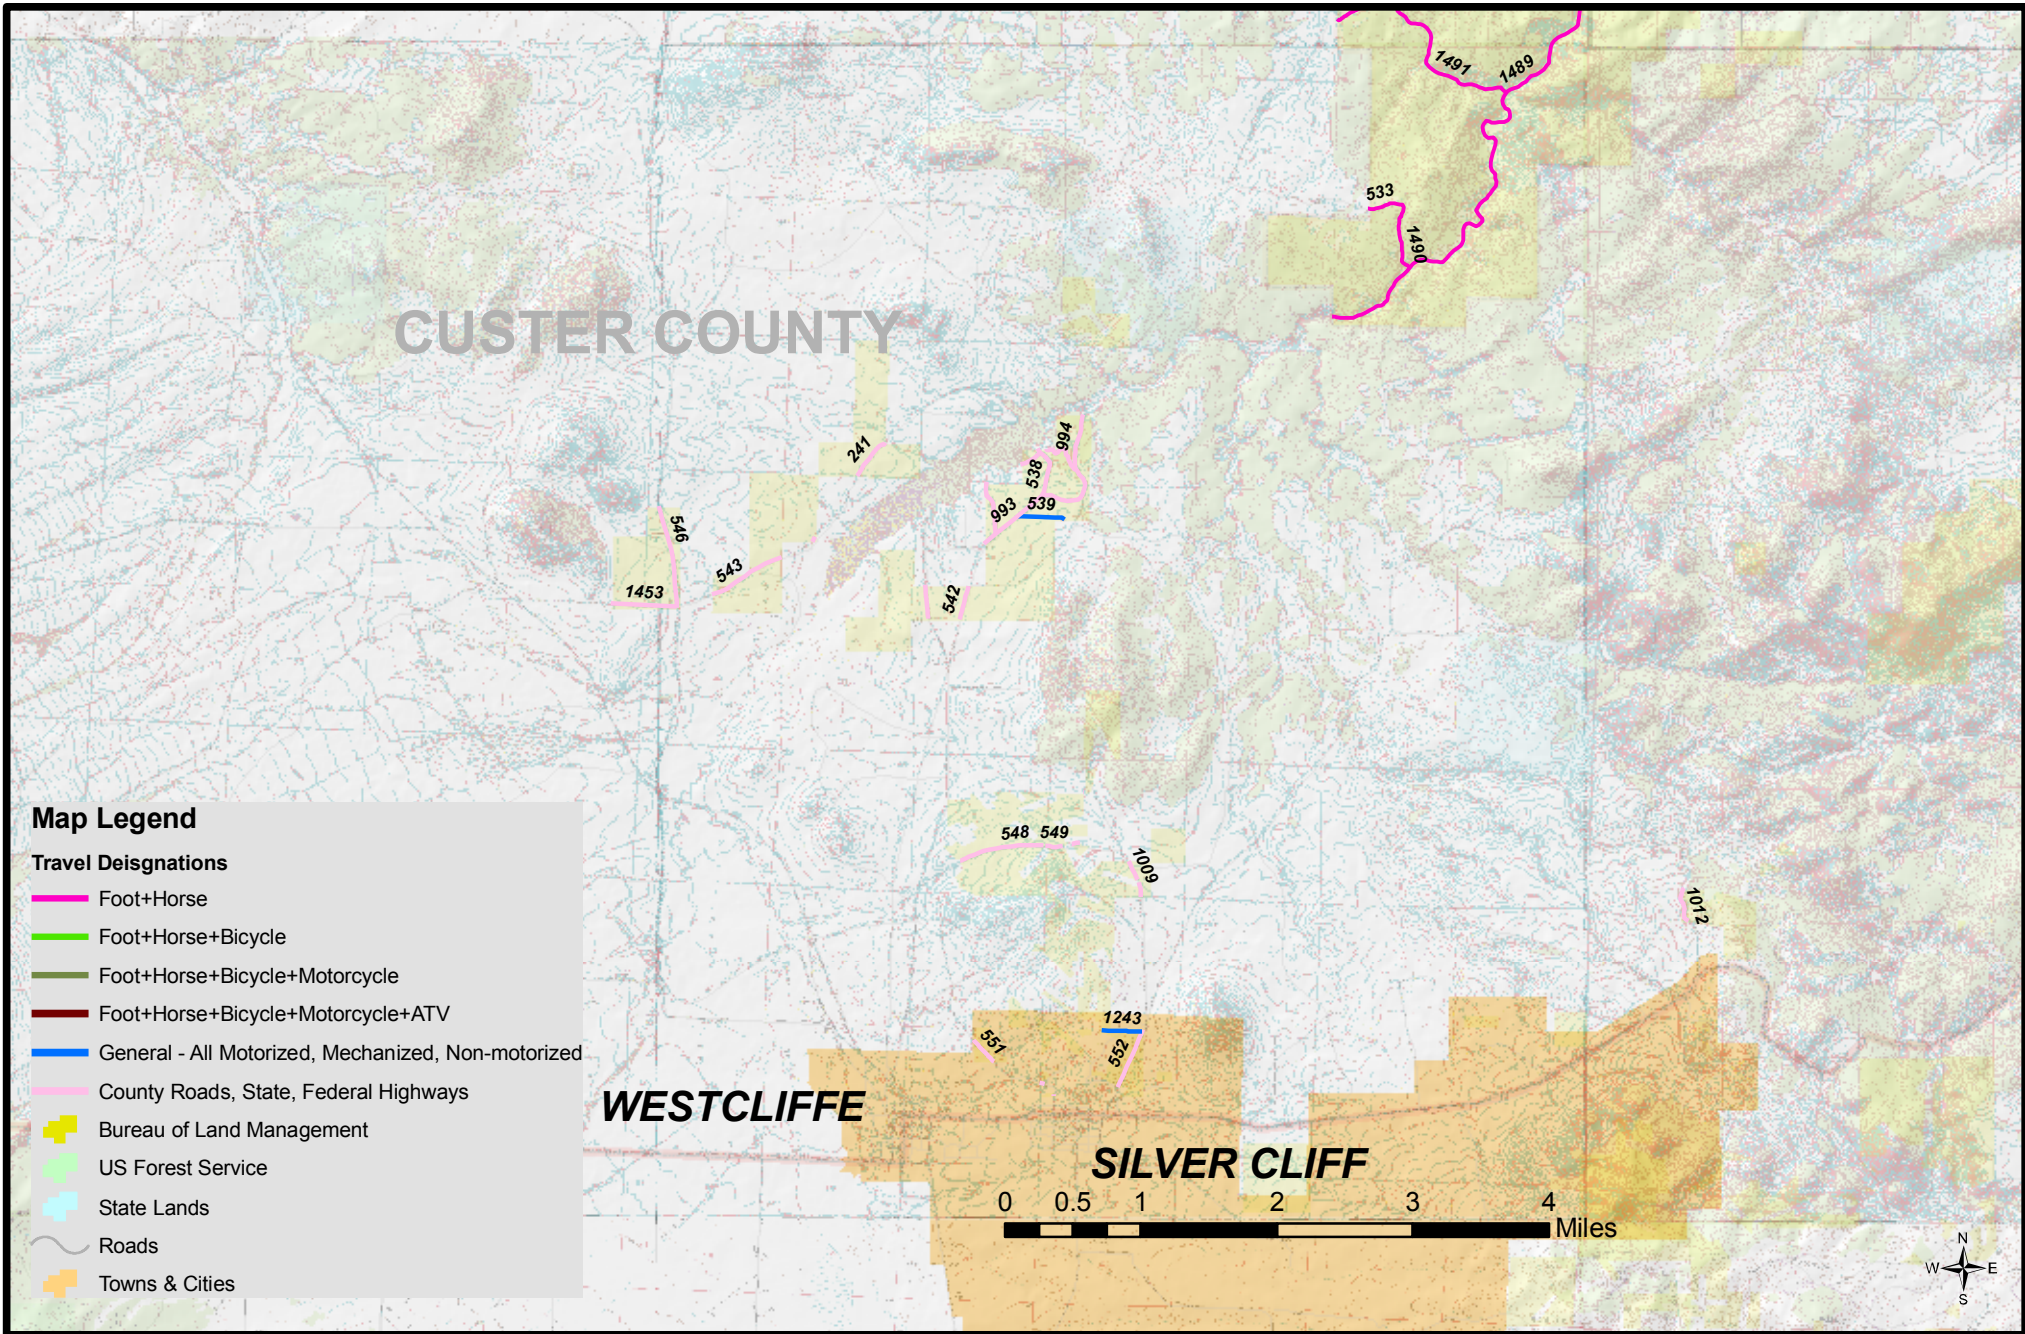 1491
1489
533
1490
CUSTER COUNTY
241
994
538
993
539
546
543
1453
542
548
549
1009
1012
1243
551
552
WESTCLIFFE
SILVER CLIFF
0 0.5 1 2 3 4
Miles
N
W E
S
Map Legend
Travel Deisgnations
Foot+Horse
Foot+Horse+Bicycle
Foot+Horse+Bicycle+Motorcycle
Foot+Horse+Bicycle+Motorcycle+ATV
General - All Motorized, Mechanized, Non-motorized
County Roads, State, Federal Highways
Bureau of Land Management
US Forest Service
State Lands
Roads
Towns & Cities